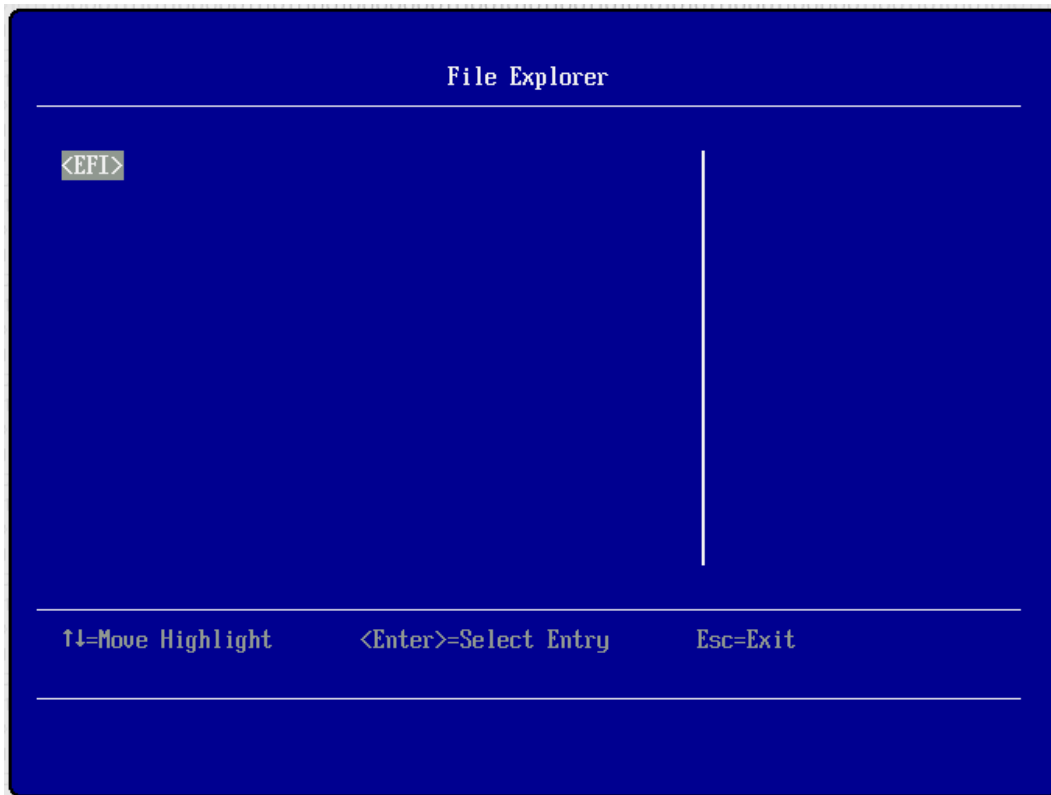 File Explorer
<EFI>
↑↓=Move Highlight <Enter>=Select Entry Esc=Exit